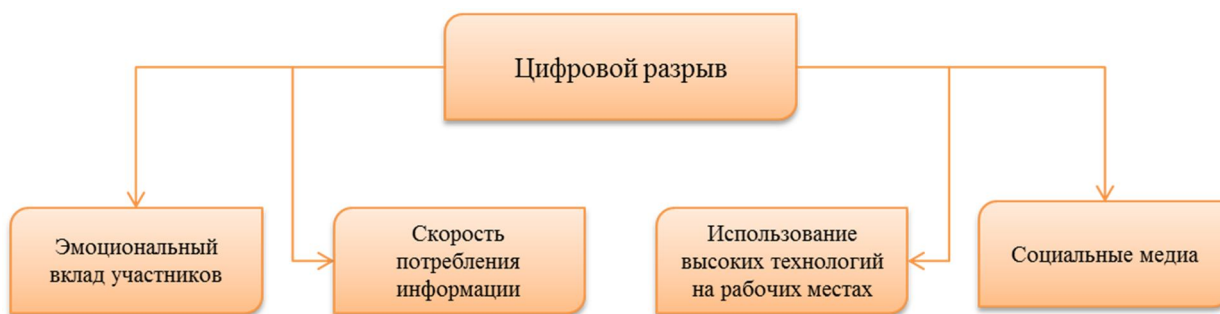 Цифровой разрыв
Эмоциональный
вклад участников
Скорость
потребления
информации
Использование
высоких технологий
на рабочих местах
Социальные медиа